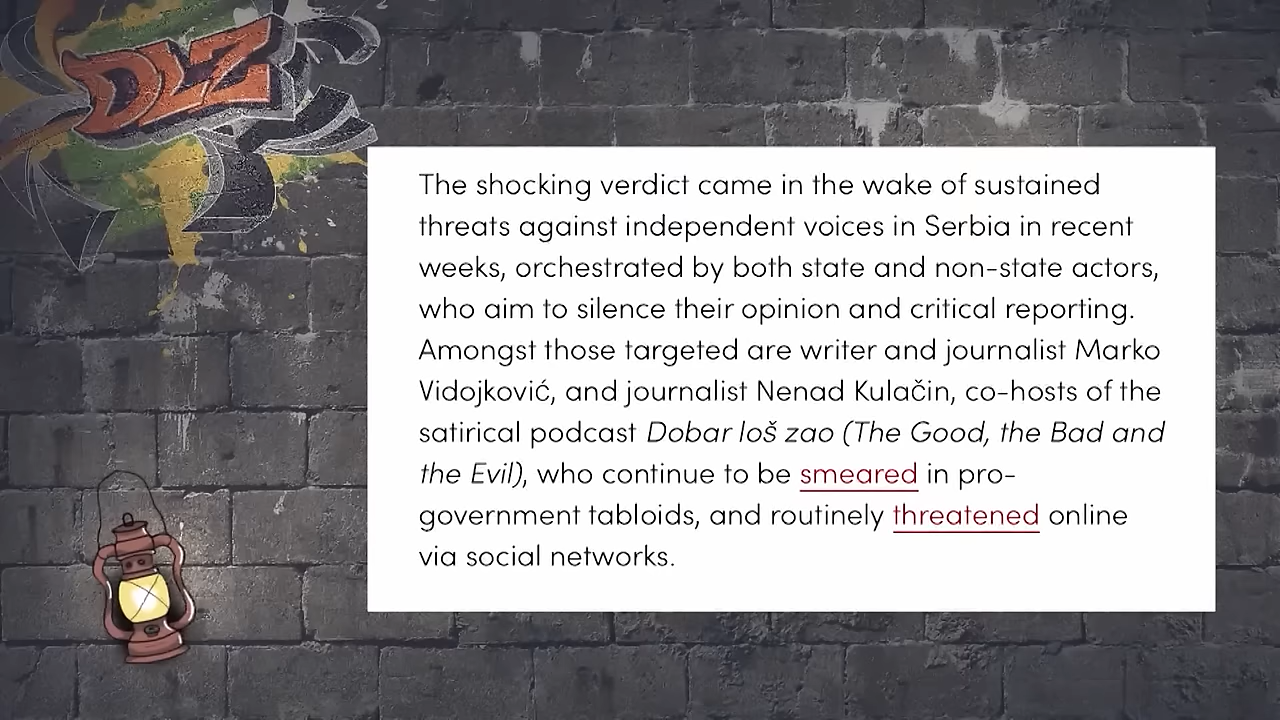 DLZ
The shocking verdict came in the wake of sustained
threats against independent voices in Serbia in recent
weeks, orchestrated by both state and non-state actors,
who aim to silence their opinion and critical reporting.
Amongst those targeted are writer and journalist Marko
Vidojković, and journalist Nenad Kulačin, co-hosts of the
satirical podcast Dobar loš zao (The Good, the Bad and
the Evil), who continue to be smeared in pro-
government tabloids, and routinely threatened online
via social networks.